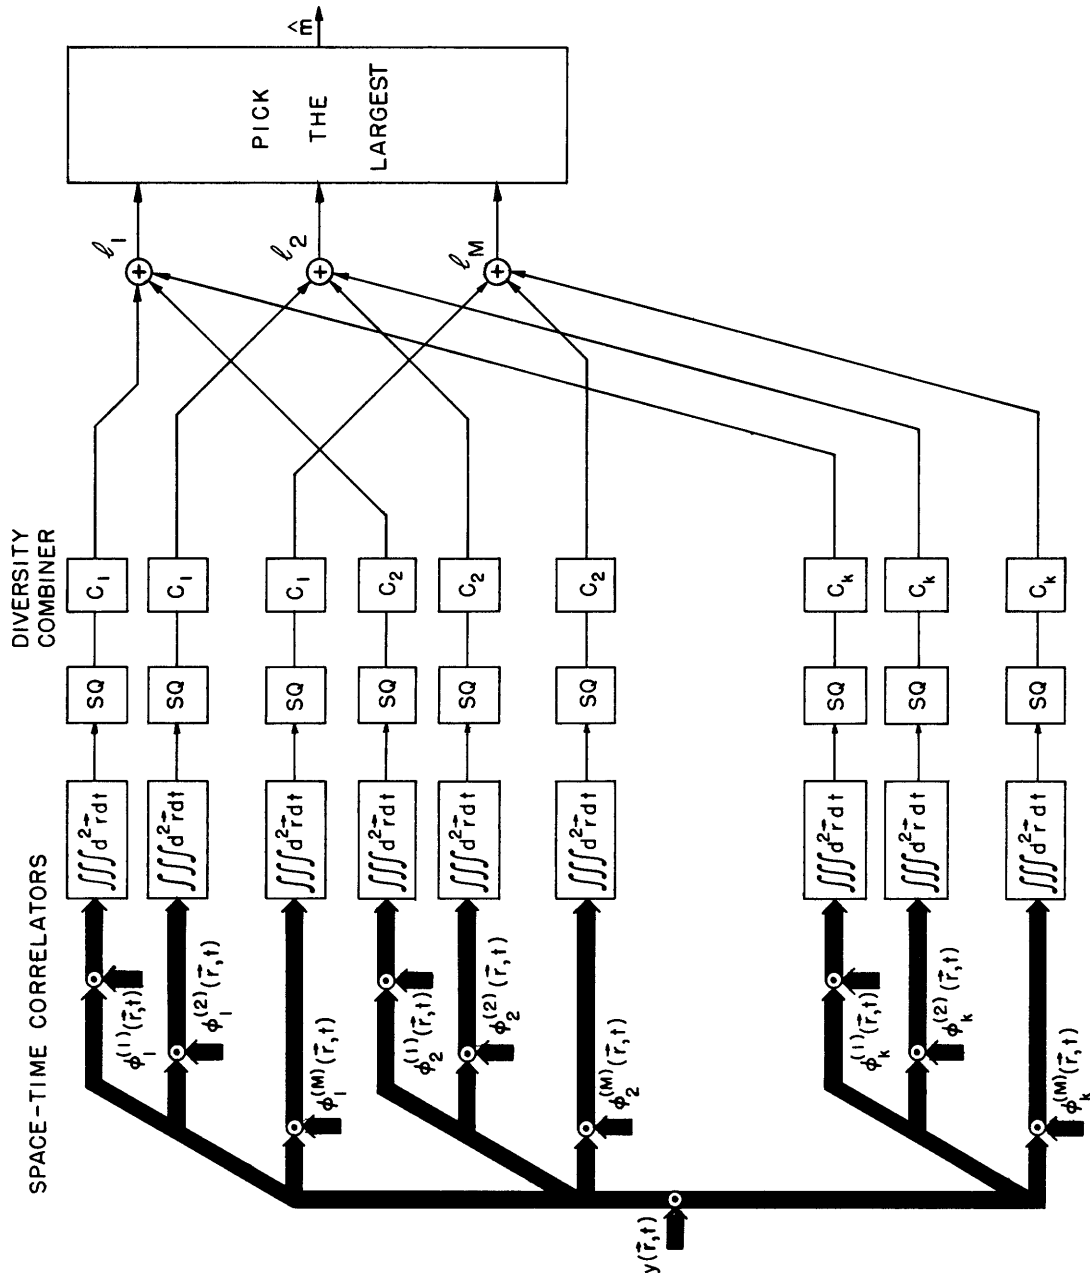 SPACE-TIME CORRELATORS
DIVERSITY
COMBINER
y(r⃗,t)
ϕ₁⁽¹⁾(r⃗,t)
∫∫∫d²r⃗dt
SQ
C₁
ϕ₁⁽²⁾(r⃗,t)
∫∫∫d²r⃗dt
SQ
C₁
ϕ₁⁽ᴹ⁾(r⃗,t)
∫∫∫d²r⃗dt
SQ
C₁
ϕ₂⁽¹⁾(r⃗,t)
∫∫∫d²r⃗dt
SQ
C₂
ϕ₂⁽²⁾(r⃗,t)
∫∫∫d²r⃗dt
SQ
C₂
ϕ₂⁽ᴹ⁾(r⃗,t)
∫∫∫d²r⃗dt
SQ
C₂
ϕₖ⁽¹⁾(r⃗,t)
∫∫∫d²r⃗dt
SQ
Cₖ
ϕₖ⁽²⁾(r⃗,t)
∫∫∫d²r⃗dt
SQ
Cₖ
ϕₖ⁽ᴹ⁾(r⃗,t)
∫∫∫d²r⃗dt
SQ
Cₖ
ℓ₁
+
ℓ₂
+
ℓ_M
+
PICK
THE
LARGEST
m̂